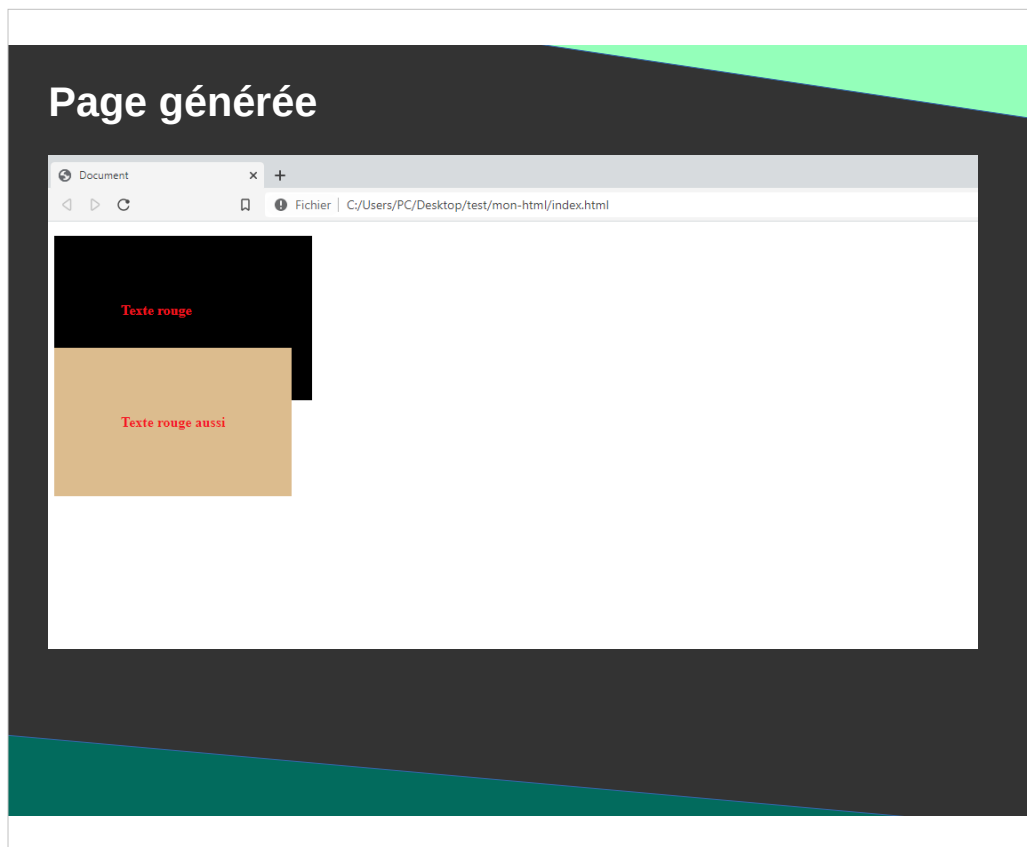 Page générée
Document
Fichier C:/Users/PC/Desktop/test/mon-html/index.html
Texte rouge
Texte rouge aussi